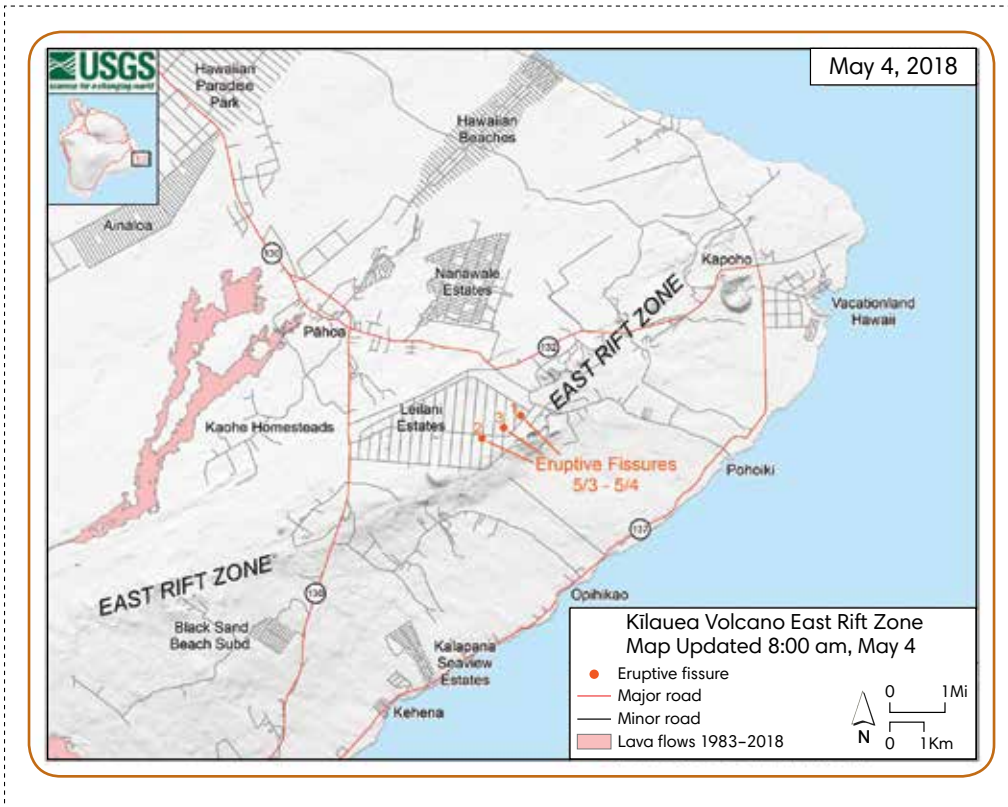 USGS
science for a changing world
May 4, 2018
Hawaiian
Paradise
Park
Hawaiian
Beaches
Ainaloa
130
Nanawale
Estates
Kapoho
Vacationland
Hawaii
Pāhoa
132
EAST RIFT ZONE
Leilani
Estates
1
3
2
Kaohe Homesteads
Eruptive Fissures
5/3 - 5/4
Pohoiki
137
EAST RIFT ZONE
130
Opihikao
Black Sand
Beach Subd.
Kalapana
Seaview
Estates
Kehena
Kīlauea Volcano East Rift Zone
Map Updated 8:00 am, May 4
Eruptive fissure
Major road
Minor road
Lava flows 1983–2018
N
0 1Mi
0 1Km